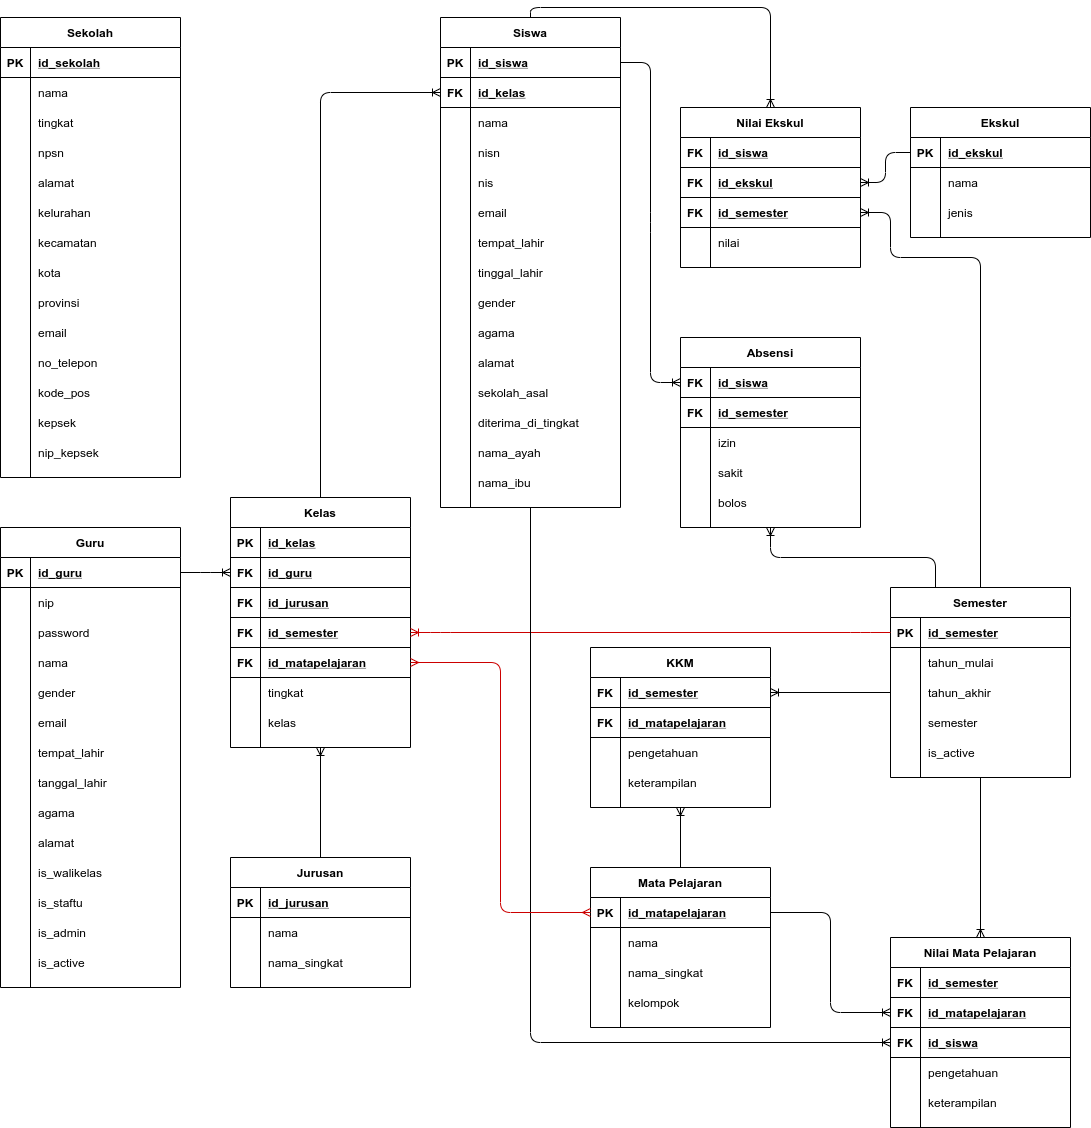 Sekolah
PK id_sekolah
nama
tingkat
npsn
alamat
kelurahan
kecamatan
kota
provinsi
email
no_telepon
kode_pos
kepsek
nip_kepsek
Siswa
PK id_siswa
FK id_kelas
nama
nisn
nis
email
tempat_lahir
tinggal_lahir
gender
agama
alamat
sekolah_asal
diterima_di_tingkat
nama_ayah
nama_ibu
Nilai Ekskul
FK id_siswa
FK id_ekskul
FK id_semester
nilai
Ekskul
PK id_ekskul
nama
jenis
Absensi
FK id_siswa
FK id_semester
izin
sakit
bolos
Guru
PK id_guru
nip
password
nama
gender
email
tempat_lahir
tanggal_lahir
agama
alamat
is_walikelas
is_staftu
is_admin
is_active
Kelas
PK id_kelas
FK id_guru
FK id_jurusan
FK id_semester
FK id_matapelajaran
tingkat
kelas
Jurusan
PK id_jurusan
nama
nama_singkat
KKM
FK id_semester
FK id_matapelajaran
pengetahuan
keterampilan
Semester
PK id_semester
tahun_mulai
tahun_akhir
semester
is_active
Mata Pelajaran
PK id_matapelajaran
nama
nama_singkat
kelompok
Nilai Mata Pelajaran
FK id_semester
FK id_matapelajaran
FK id_siswa
pengetahuan
keterampilan